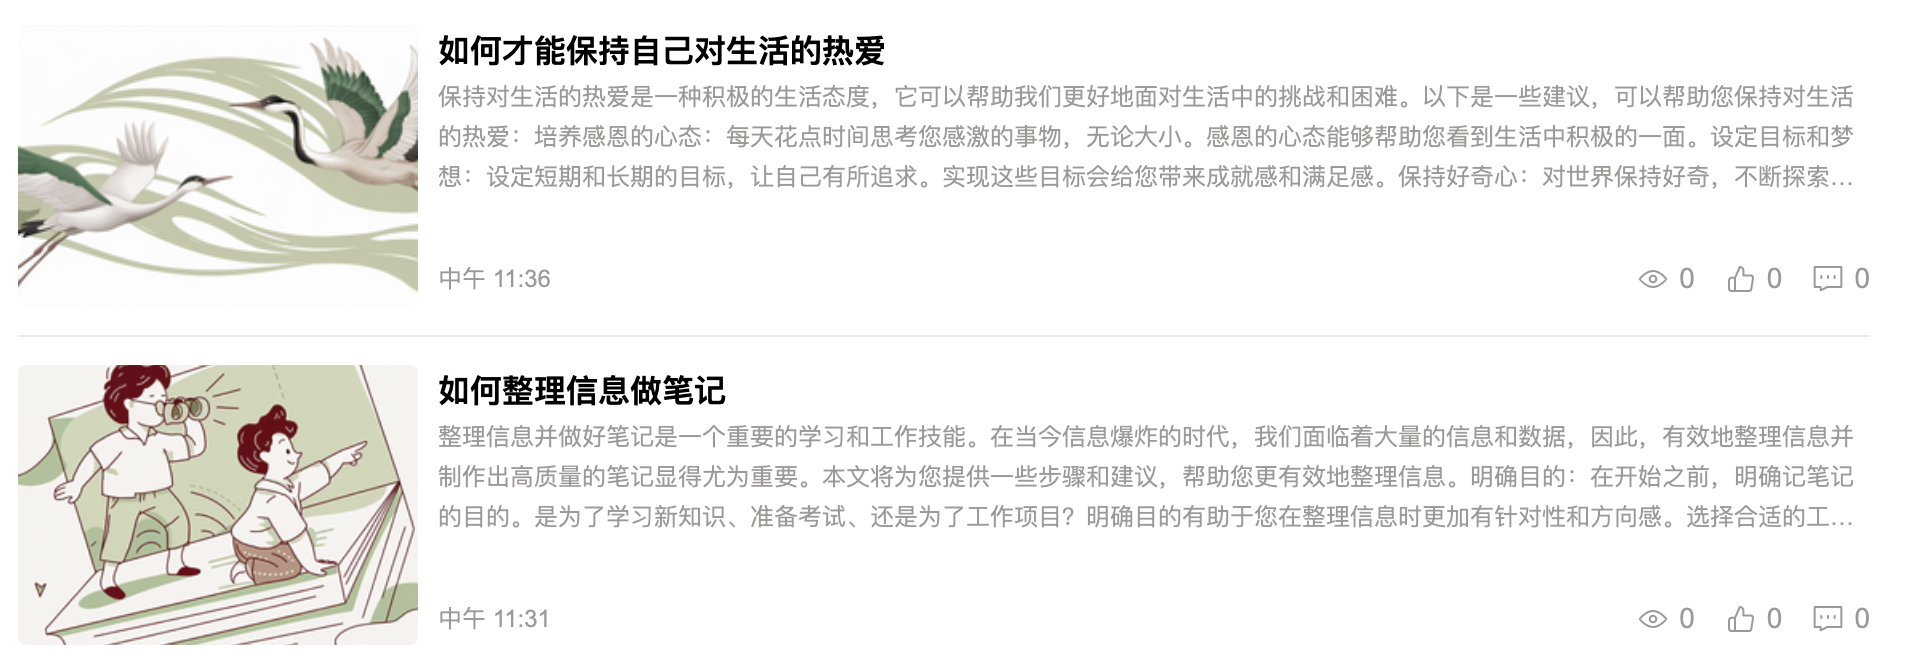 如何才能保持自己对生活的热爱
保持对生活的热爱是一种积极的生活态度，它可以帮助我们更好地面对生活中的挑战和困难。以下是一些建议，可以帮助您保持对生活
的热爱：培养感恩的心态：每天花点时间思考您感激的事物，无论大小。感恩的心态能够帮助您看到生活中积极的一面。设定目标和梦
想：设定短期和长期的目标，让自己有所追求。实现这些目标会给您带来成就感和满足感。保持好奇心：对世界保持好奇，不断探索...
中午 11:36
0 0 0
如何整理信息做笔记
整理信息并做好笔记是一个重要的学习和工作技能。在当今信息爆炸的时代，我们面临着大量的信息和数据，因此，有效地整理信息并
制作出高质量的笔记显得尤为重要。本文将为您提供一些步骤和建议，帮助您更有效地整理信息。明确目的：在开始之前，明确记笔记
的目的。是为了学习新知识、准备考试、还是为了工作项目？明确目的有助于您在整理信息时更加有针对性和方向感。选择合适的工...
中午 11:31
0 0 0